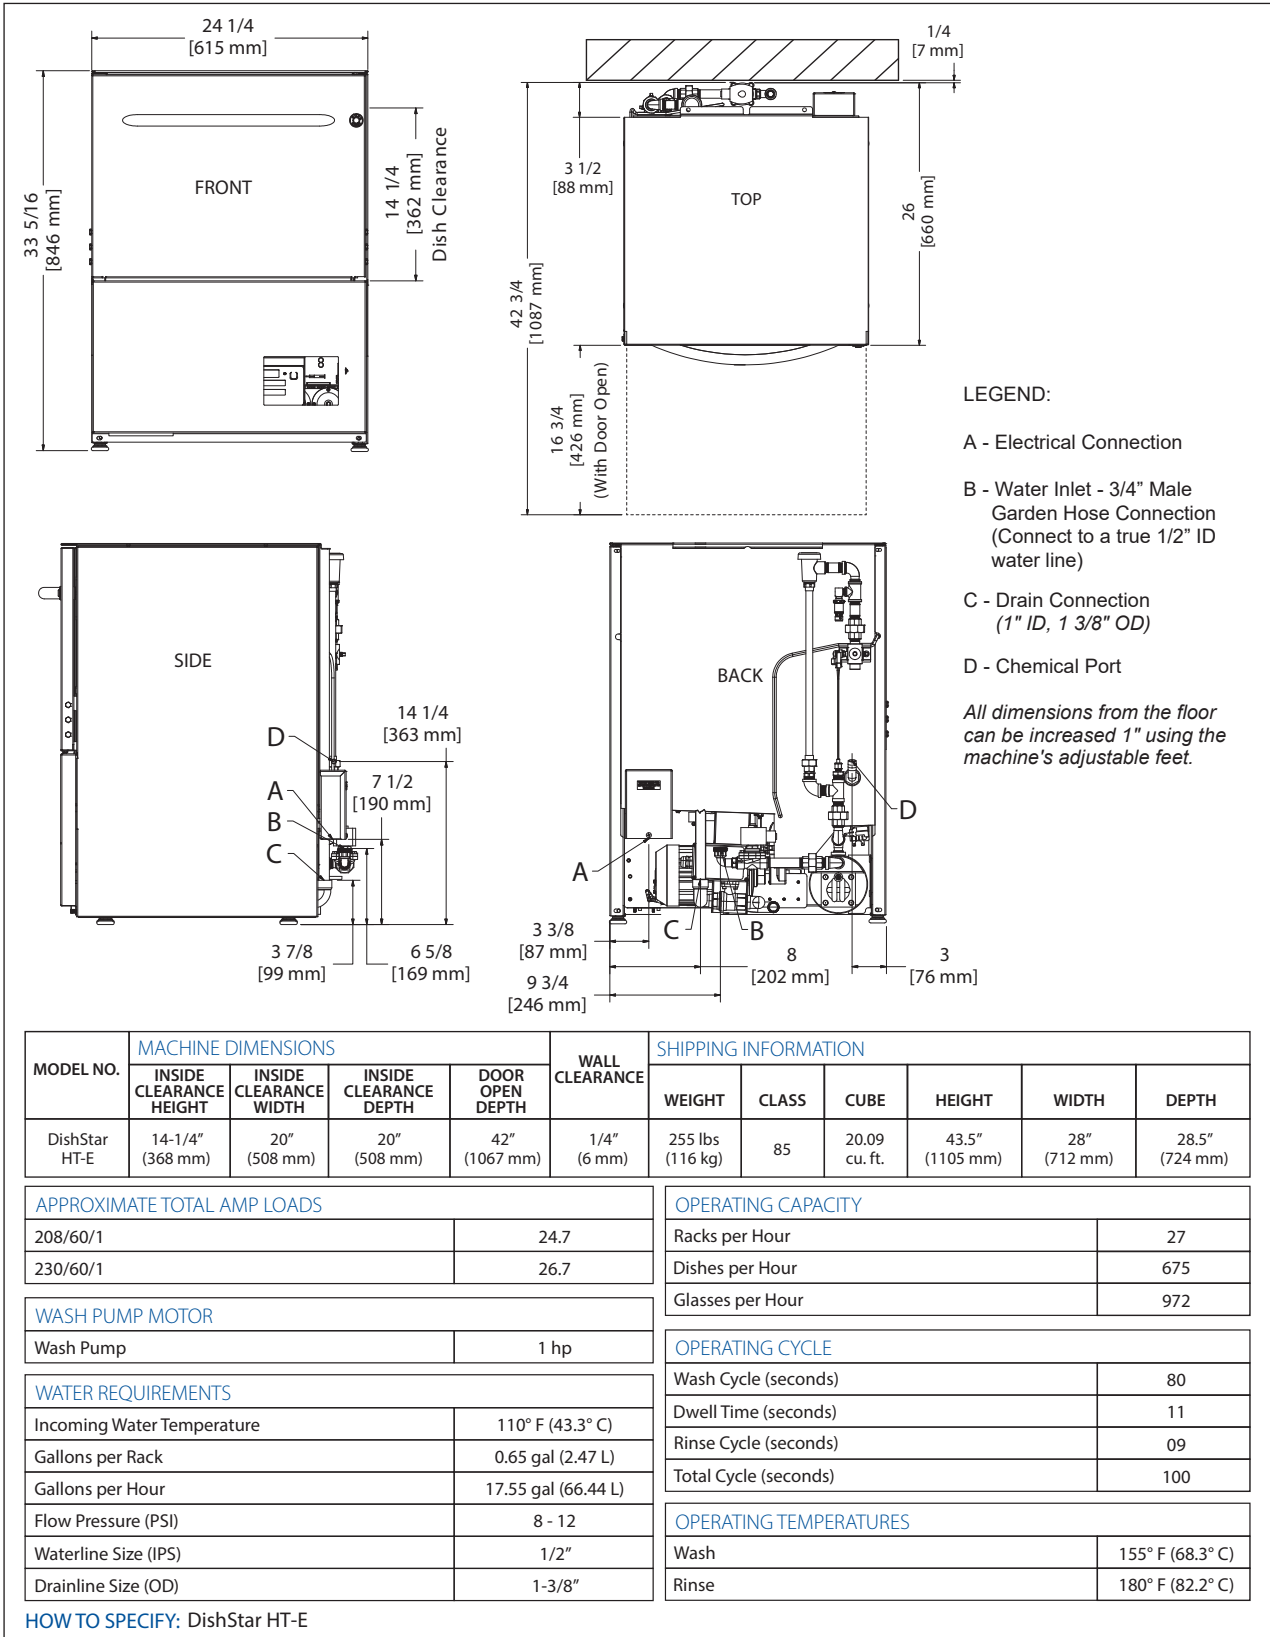 24 1/4
[615 mm]
33 5/16
[846 mm]
FRONT
14 1/4
[362 mm]
Dish Clearance
1/4
[7 mm]
3 1/2
[88 mm]
TOP
26
[660 mm]
42 3/4
[1087 mm]
16 3/4
[426 mm]
(With Door Open)
LEGEND:
A - Electrical Connection
B - Water Inlet - 3/4” Male
Garden Hose Connection
(Connect to a true 1/2” ID
water line)
C - Drain Connection
(1" ID, 1 3/8" OD)
D - Chemical Port
All dimensions from the floor
can be increased 1" using the
machine's adjustable feet.
SIDE
D
A
B
C
14 1/4
[363 mm]
7 1/2
[190 mm]
3 7/8
[99 mm]
6 5/8
[169 mm]
BACK
D
A
C
B
3 3/8
[87 mm]
8
[202 mm]
3
[76 mm]
9 3/4
[246 mm]
MODEL NO.
MACHINE DIMENSIONS
WALL
CLEARANCE
SHIPPING INFORMATION
INSIDE
CLEARANCE
HEIGHT
INSIDE
CLEARANCE
WIDTH
INSIDE
CLEARANCE
DEPTH
DOOR
OPEN
DEPTH
WEIGHT
CLASS
CUBE
HEIGHT
WIDTH
DEPTH
DishStar
HT-E
14-1/4”
(368 mm)
20”
(508 mm)
20”
(508 mm)
42”
(1067 mm)
1/4”
(6 mm)
255 lbs
(116 kg)
85
20.09
cu. ft.
43.5”
(1105 mm)
28”
(712 mm)
28.5”
(724 mm)
APPROXIMATE TOTAL AMP LOADS
208/60/1 24.7
230/60/1 26.7
WASH PUMP MOTOR
Wash Pump 1 hp
WATER REQUIREMENTS
Incoming Water Temperature 110° F (43.3° C)
Gallons per Rack 0.65 gal (2.47 L)
Gallons per Hour 17.55 gal (66.44 L)
Flow Pressure (PSI) 8 - 12
Waterline Size (IPS) 1/2”
Drainline Size (OD) 1-3/8”
OPERATING CAPACITY
Racks per Hour 27
Dishes per Hour 675
Glasses per Hour 972
OPERATING CYCLE
Wash Cycle (seconds) 80
Dwell Time (seconds) 11
Rinse Cycle (seconds) 09
Total Cycle (seconds) 100
OPERATING TEMPERATURES
Wash 155° F (68.3° C)
Rinse 180° F (82.2° C)
HOW TO SPECIFY: DishStar HT-E